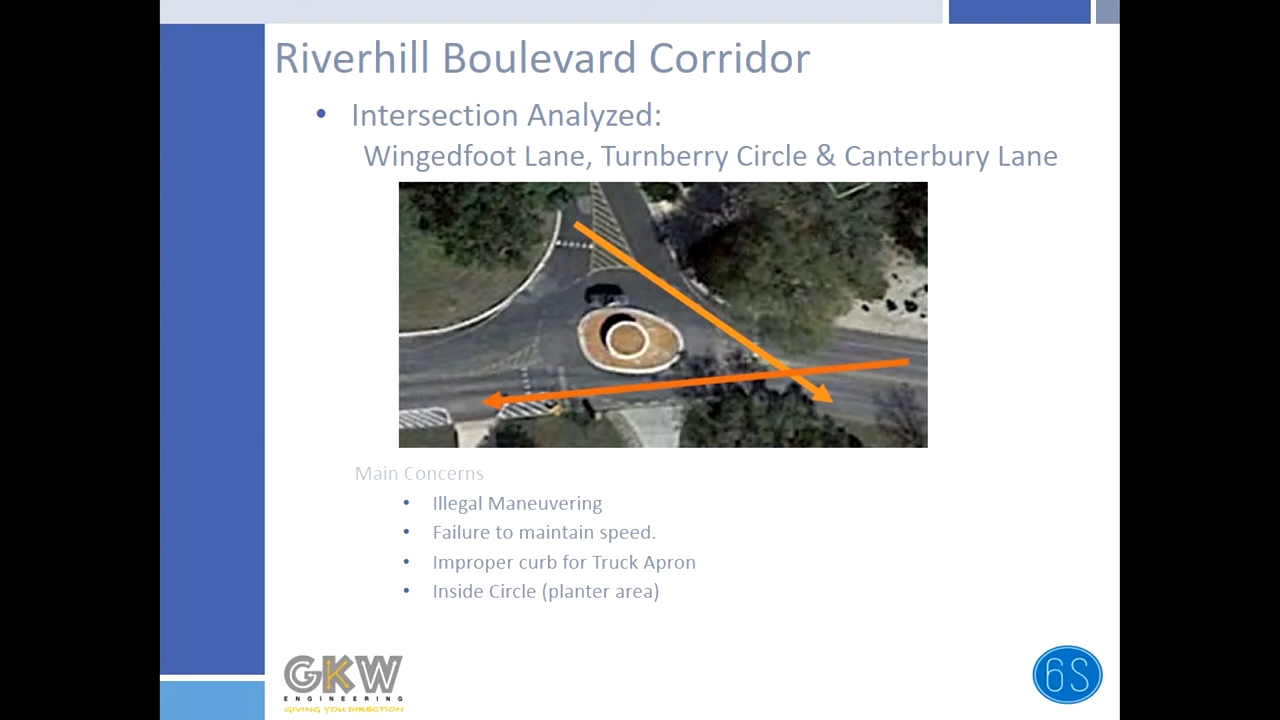 Riverhill Boulevard Corridor
• Intersection Analyzed:
Wingedfoot Lane, Turnberry Circle & Canterbury Lane
Main Concerns
• Illegal Maneuvering
• Failure to maintain speed.
• Improper curb for Truck Apron
• Inside Circle (planter area)
GKW
ENGINEERING
GIVING YOU DIRECTION
6S